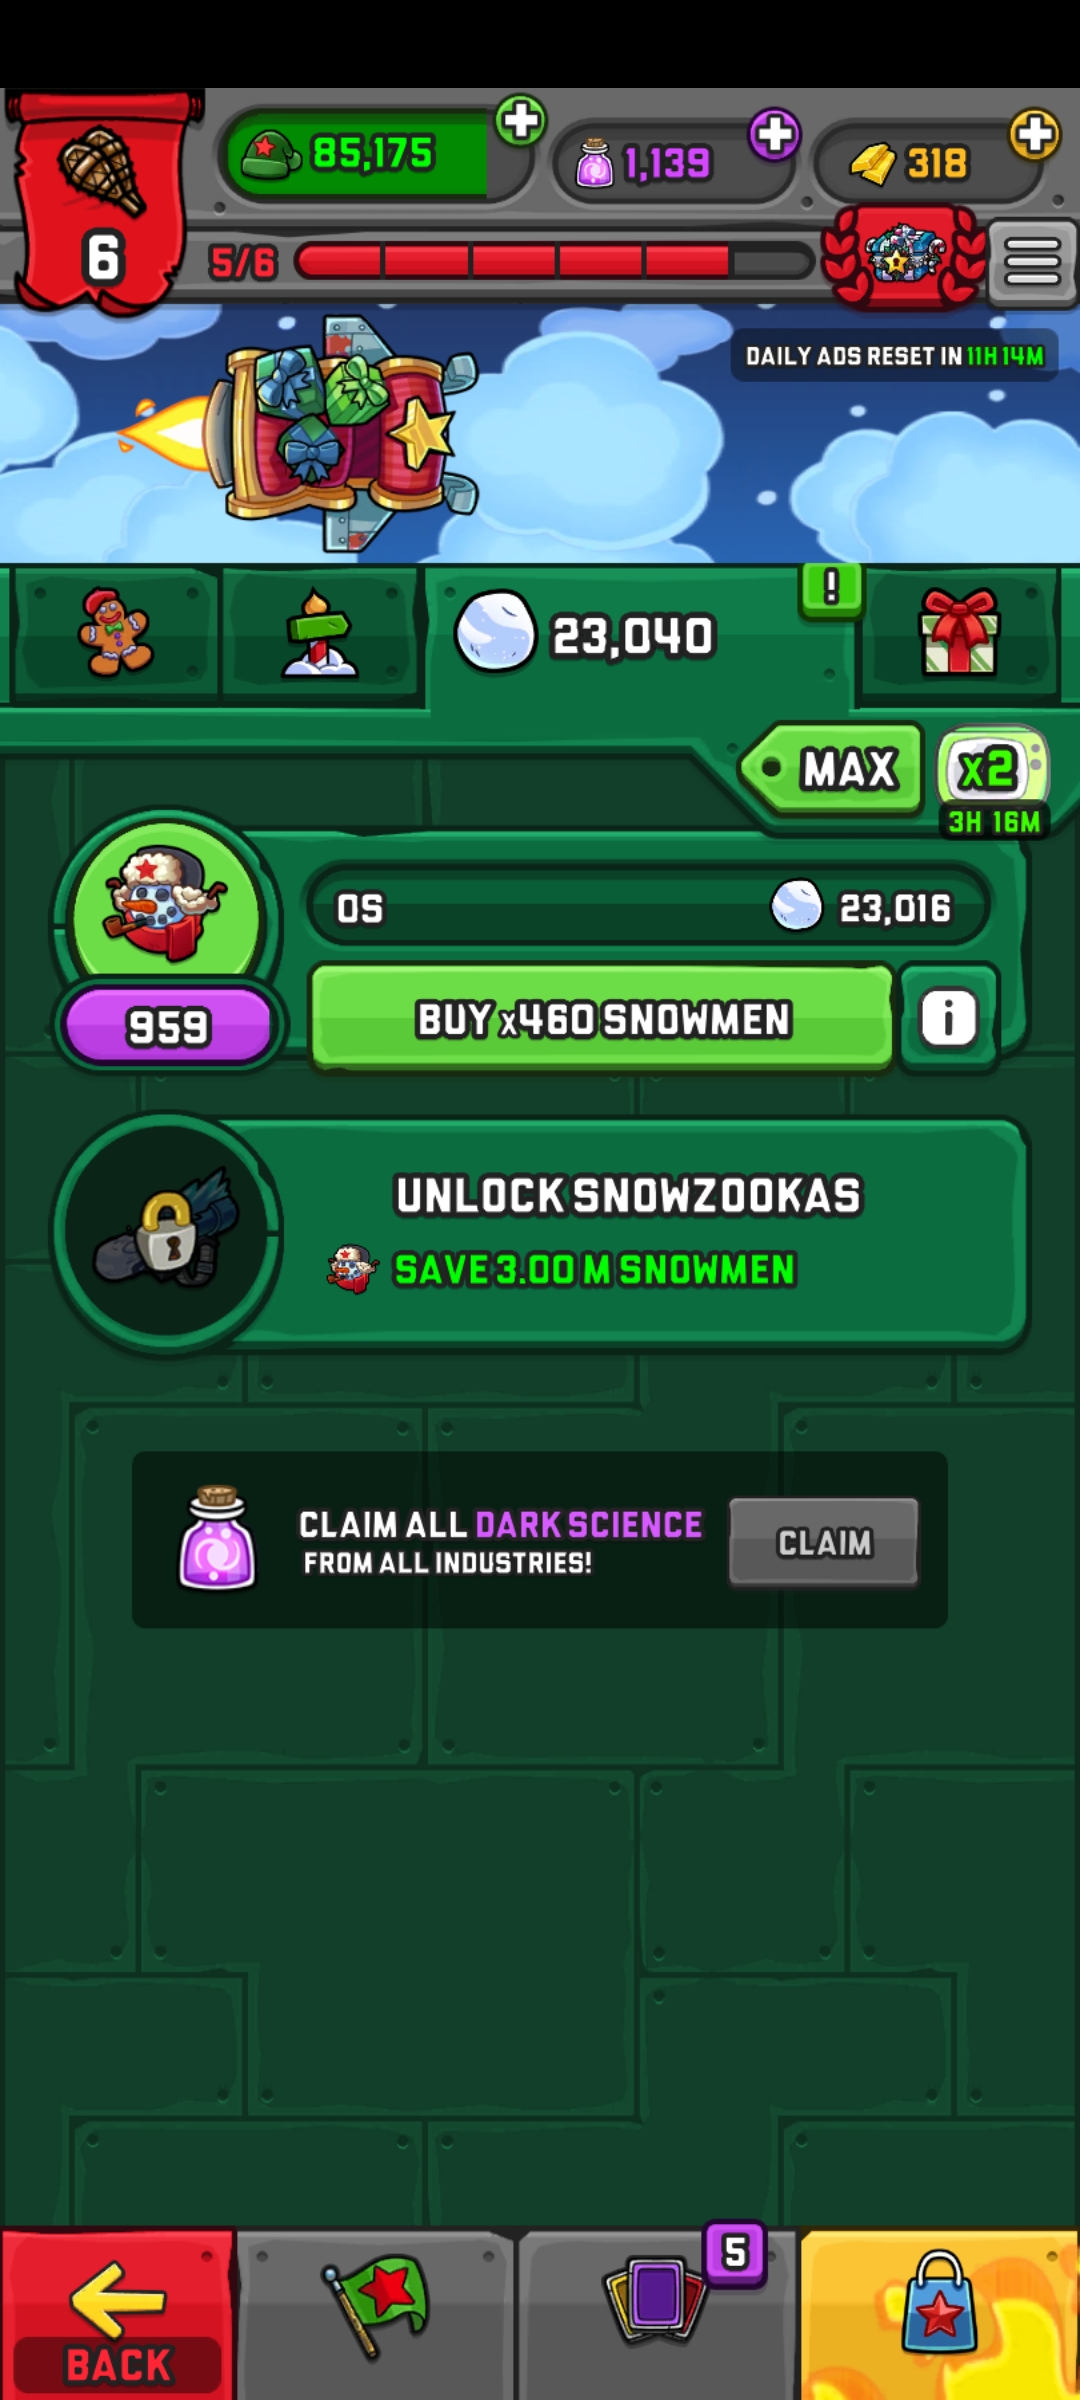 85,175
1,139
318
6
5/6
DAILY ADS RESET IN 11H 14M
!
23,040
MAX
x2
3H 16M
0S
23,016
959
BUY x460 SNOWMEN
i
UNLOCK SNOWZOOKAS
SAVE 3.00 M SNOWMEN
CLAIM ALL DARK SCIENCE
FROM ALL INDUSTRIES!
CLAIM
5
BACK